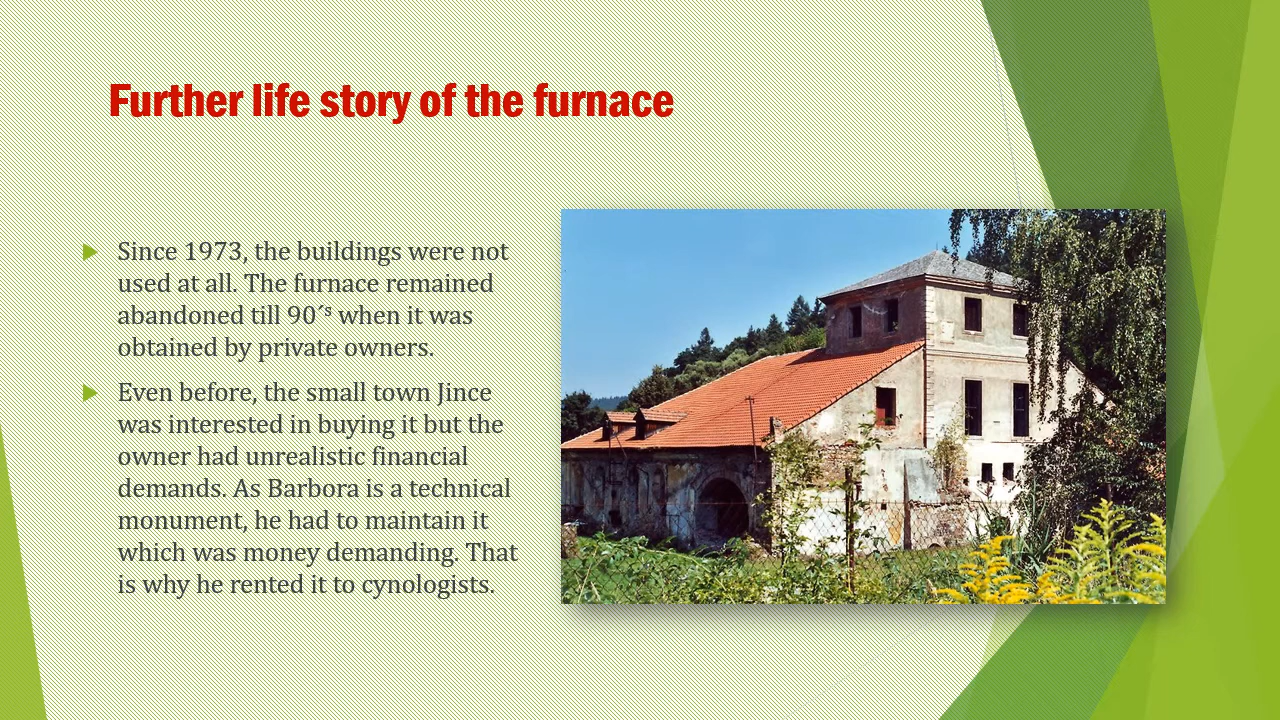 Further life story of the furnace
Since 1973, the buildings were not
used at all. The furnace remained
abandoned till 90´ˢ when it was
obtained by private owners.
Even before, the small town Jince
was interested in buying it but the
owner had unrealistic financial
demands. As Barbora is a technical
monument, he had to maintain it
which was money demanding. That
is why he rented it to cynologists.